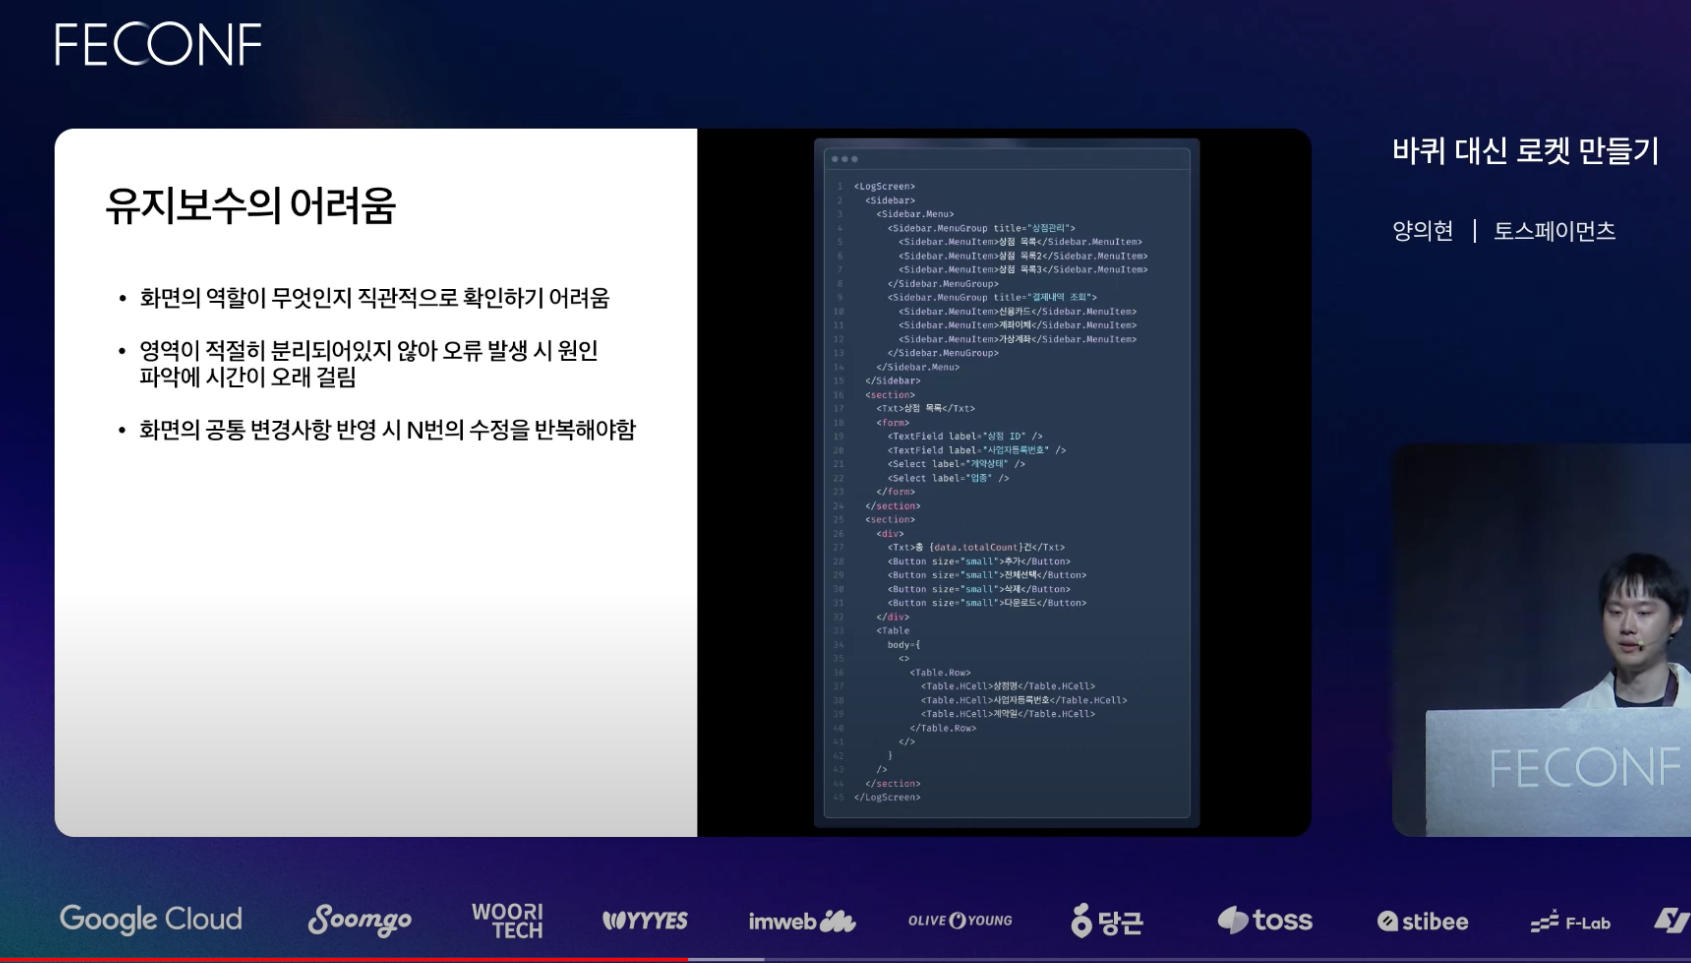 FECONF
유지보수의 어려움
• 화면의 역할이 무엇인지 직관적으로 확인하기 어려움
• 영역이 적절히 분리되어있지 않아 오류 발생 시 원인
파악에 시간이 오래 걸림
• 화면의 공통 변경사항 반영 시 N번의 수정을 반복해야함
1 <LogScreen>
2 <Sidebar>
3 <Sidebar.Menu>
4 <Sidebar.MenuGroup title="상점관리">
5 <Sidebar.MenuItem>상점 목록</Sidebar.MenuItem>
6 <Sidebar.MenuItem>상점 목록2</Sidebar.MenuItem>
7 <Sidebar.MenuItem>상점 목록3</Sidebar.MenuItem>
8 </Sidebar.MenuGroup>
9 <Sidebar.MenuGroup title="결제내역 조회">
10 <Sidebar.MenuItem>신용카드</Sidebar.MenuItem>
11 <Sidebar.MenuItem>계좌이체</Sidebar.MenuItem>
12 <Sidebar.MenuItem>가상계좌</Sidebar.MenuItem>
13 </Sidebar.MenuGroup>
14 </Sidebar.Menu>
15 </Sidebar>
16 <section>
17 <Txt>상점 목록</Txt>
18 <form>
19 <TextField label="상점 ID" />
20 <TextField label="사업자등록번호" />
21 <Select label="계약상태" />
22 <Select label="업종" />
23 </form>
24 </section>
25 <section>
26 <div>
27 <Txt>총 {data.totalCount}건</Txt>
28 <Button size="small">추가</Button>
29 <Button size="small">전체선택</Button>
30 <Button size="small">삭제</Button>
31 <Button size="small">다운로드</Button>
32 </div>
33 <Table
34 body={
35 <>
36 <Table.Row>
37 <Table.HCell>상점명</Table.HCell>
38 <Table.HCell>사업자등록번호</Table.HCell>
39 <Table.HCell>계약일</Table.HCell>
40 </Table.Row>
41 </>
42 }
43 />
44 </section>
45 </LogScreen>
바퀴 대신 로켓 만들기
양의현 | 토스페이먼츠
FECONF
Google Cloud
Soomgo
WOORI
TECH
WYYYES
imweb
OLIVE YOUNG
당근
toss
stibee
F-Lab